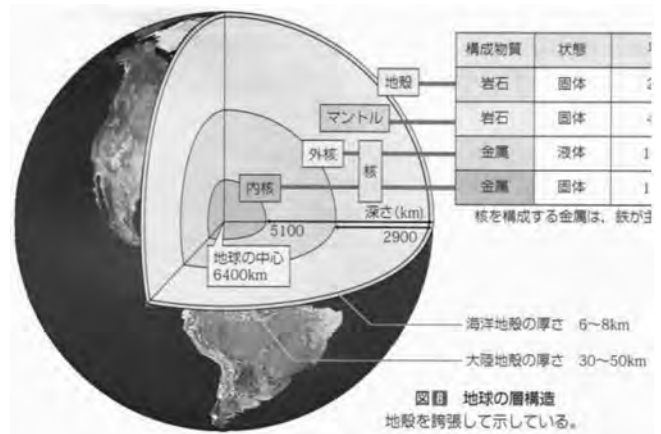 構成物質 状態
地殻 岩石 固体
マントル 岩石 固体
外核 金属 液体
核
内核 金属 固体
深さ(km)
核を構成する金属は、鉄が主
5100
2900
地球の中心
6400km
海洋地殻の厚さ 6〜8km
大陸地殻の厚さ 30〜50km
図8 地球の層構造
地殻を誇張して示している。